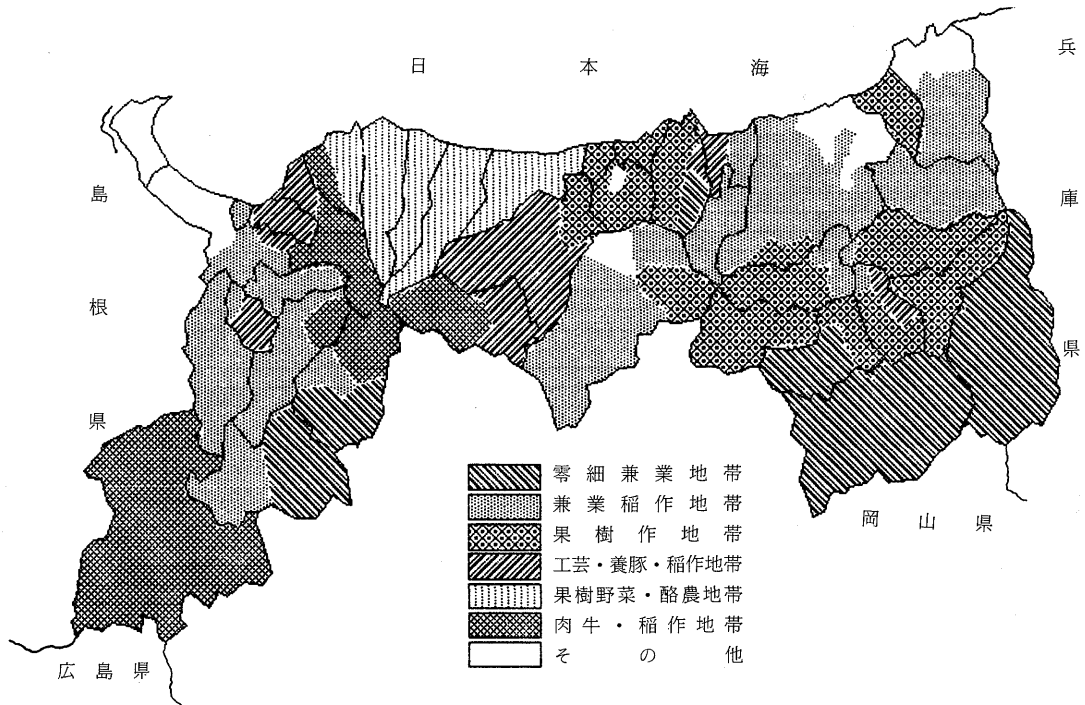 日本海
兵庫県
島根県
岡山県
広島県
零細兼業地帯
兼業稲作地帯
果樹作地帯
工芸・養豚・稲作地帯
果樹野菜・酪農地帯
肉牛・稲作地帯
その他